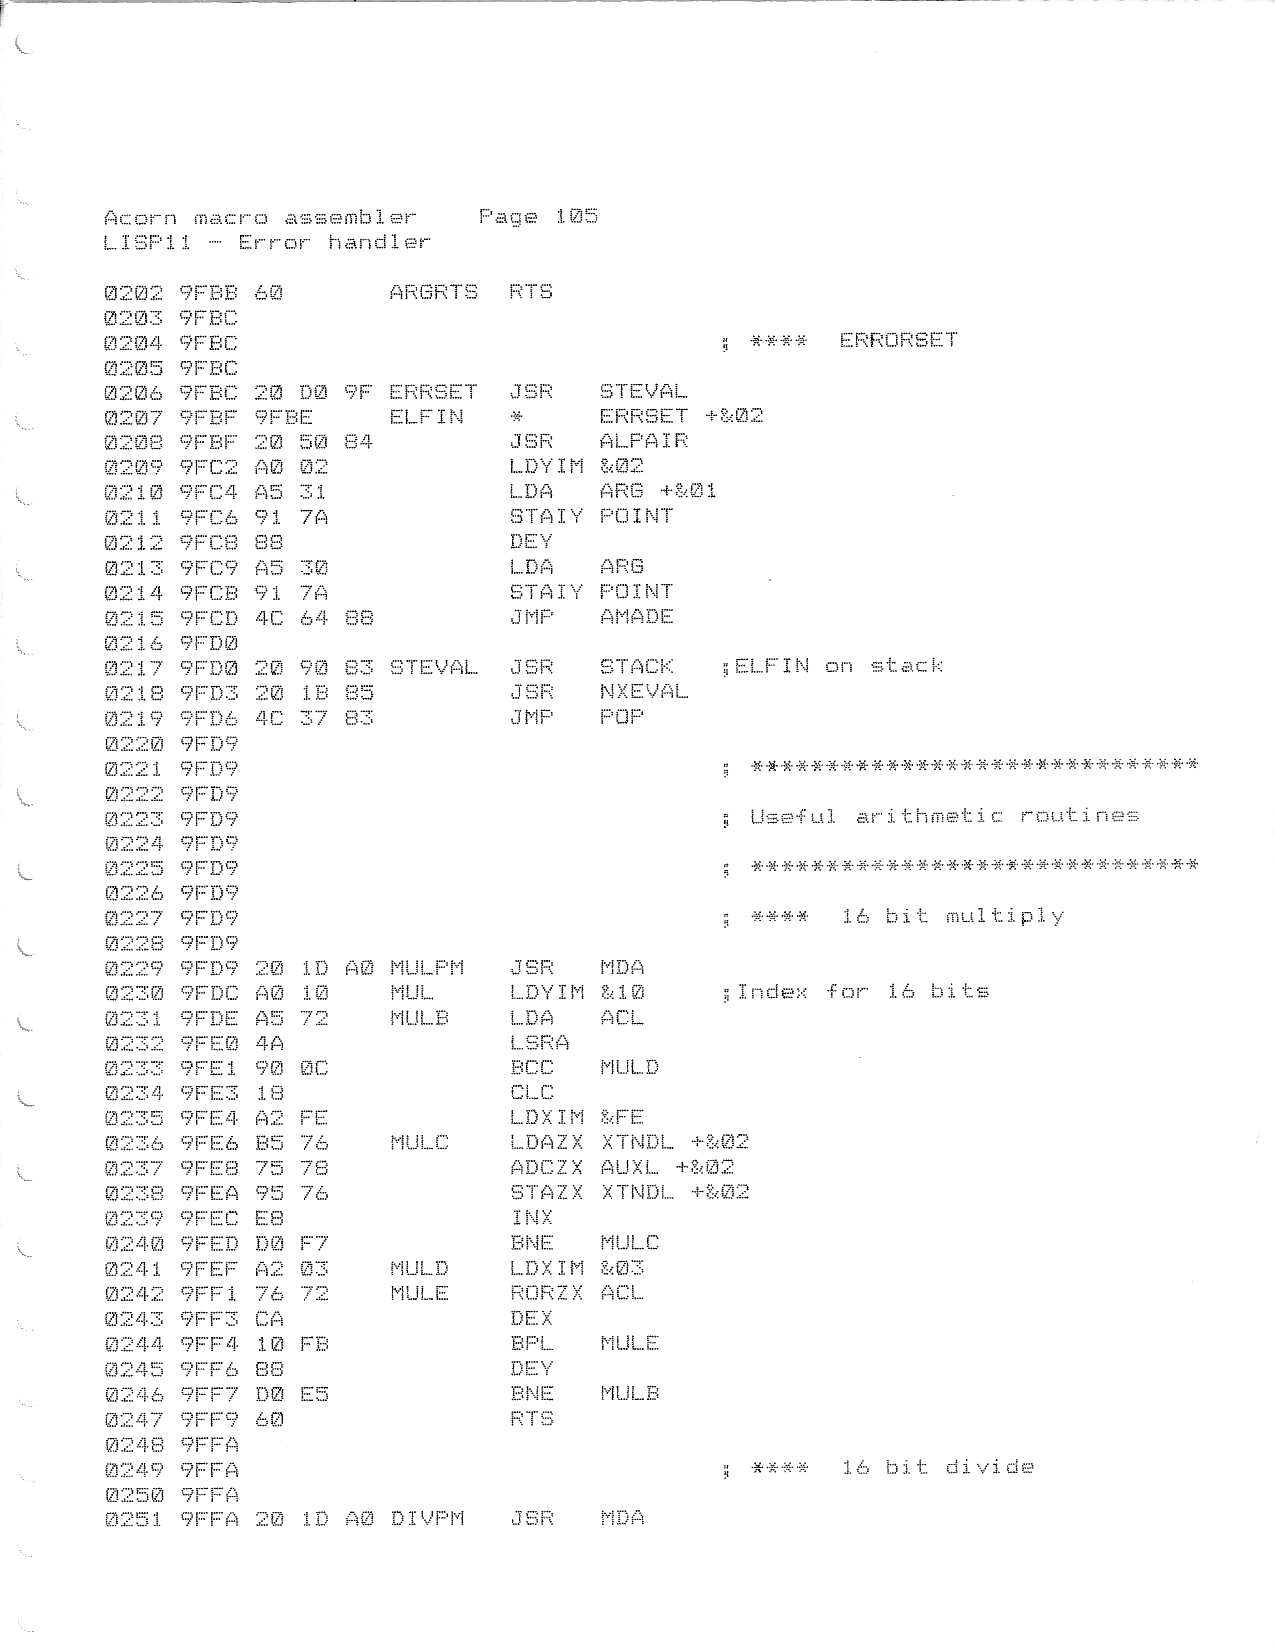 Acorn macro assembler    Page 105
LISP11 - Error handler
0202 9FBB 60       ARGRTS  RTS
0203 9FBC
0204 9FBC                                ; ****  ERRORSET
0205 9FBC
0206 9FBC 20 D0 9F ERRSET  JSR   STEVAL
0207 9FBF 9FBE     ELFIN   *     ERRSET +&02
0208 9FBF 20 50 84         JSR   ALPAIR
0209 9FC2 A0 02            LDYIM &02
0210 9FC4 A5 31            LDA   ARG +&01
0211 9FC6 91 7A            STAIY POINT
0212 9FC8 88               DEY
0213 9FC9 A5 30            LDA   ARG
0214 9FCB 91 7A            STAIY POINT
0215 9FCD 4C 64 88         JMP   AMADE
0216 9FD0
0217 9FD0 20 90 83 STEVAL  JSR   STACK   ;ELFIN on stack
0218 9FD3 20 1B 85         JSR   NXEVAL
0219 9FD6 4C 37 83         JMP   POP
0220 9FD9
0221 9FD9                                ; ******************************
0222 9FD9
0223 9FD9                                ; Useful arithmetic routines
0224 9FD9
0225 9FD9                                ; ******************************
0226 9FD9
0227 9FD9                                ; ****  16 bit multiply
0228 9FD9
0229 9FD9 20 1D A0 MULPM   JSR   MDA
0230 9FDC A0 10    MUL     LDYIM &10     ;Index for 16 bits
0231 9FDE A5 72    MULB    LDA   ACL
0232 9FE0 4A               LSRA
0233 9FE1 90 0C            BCC   MULD
0234 9FE3 18               CLC
0235 9FE4 A2 FE            LDXIM &FE
0236 9FE6 B5 76    MULC    LDAZX XTNDL +&02
0237 9FE8 75 78            ADCZX AUXL +&02
0238 9FEA 95 76            STAZX XTNDL +&02
0239 9FEC E8               INX
0240 9FED D0 F7            BNE   MULC
0241 9FEF A2 03    MULD    LDXIM &03
0242 9FF1 76 72    MULE    RORZX ACL
0243 9FF3 CA               DEX
0244 9FF4 10 FB            BPL   MULE
0245 9FF6 88               DEY
0246 9FF7 D0 E5            BNE   MULB
0247 9FF9 60               RTS
0248 9FFA
0249 9FFA                                ; ****  16 bit divide
0250 9FFA
0251 9FFA 20 1D A0 DIVPM   JSR   MDA